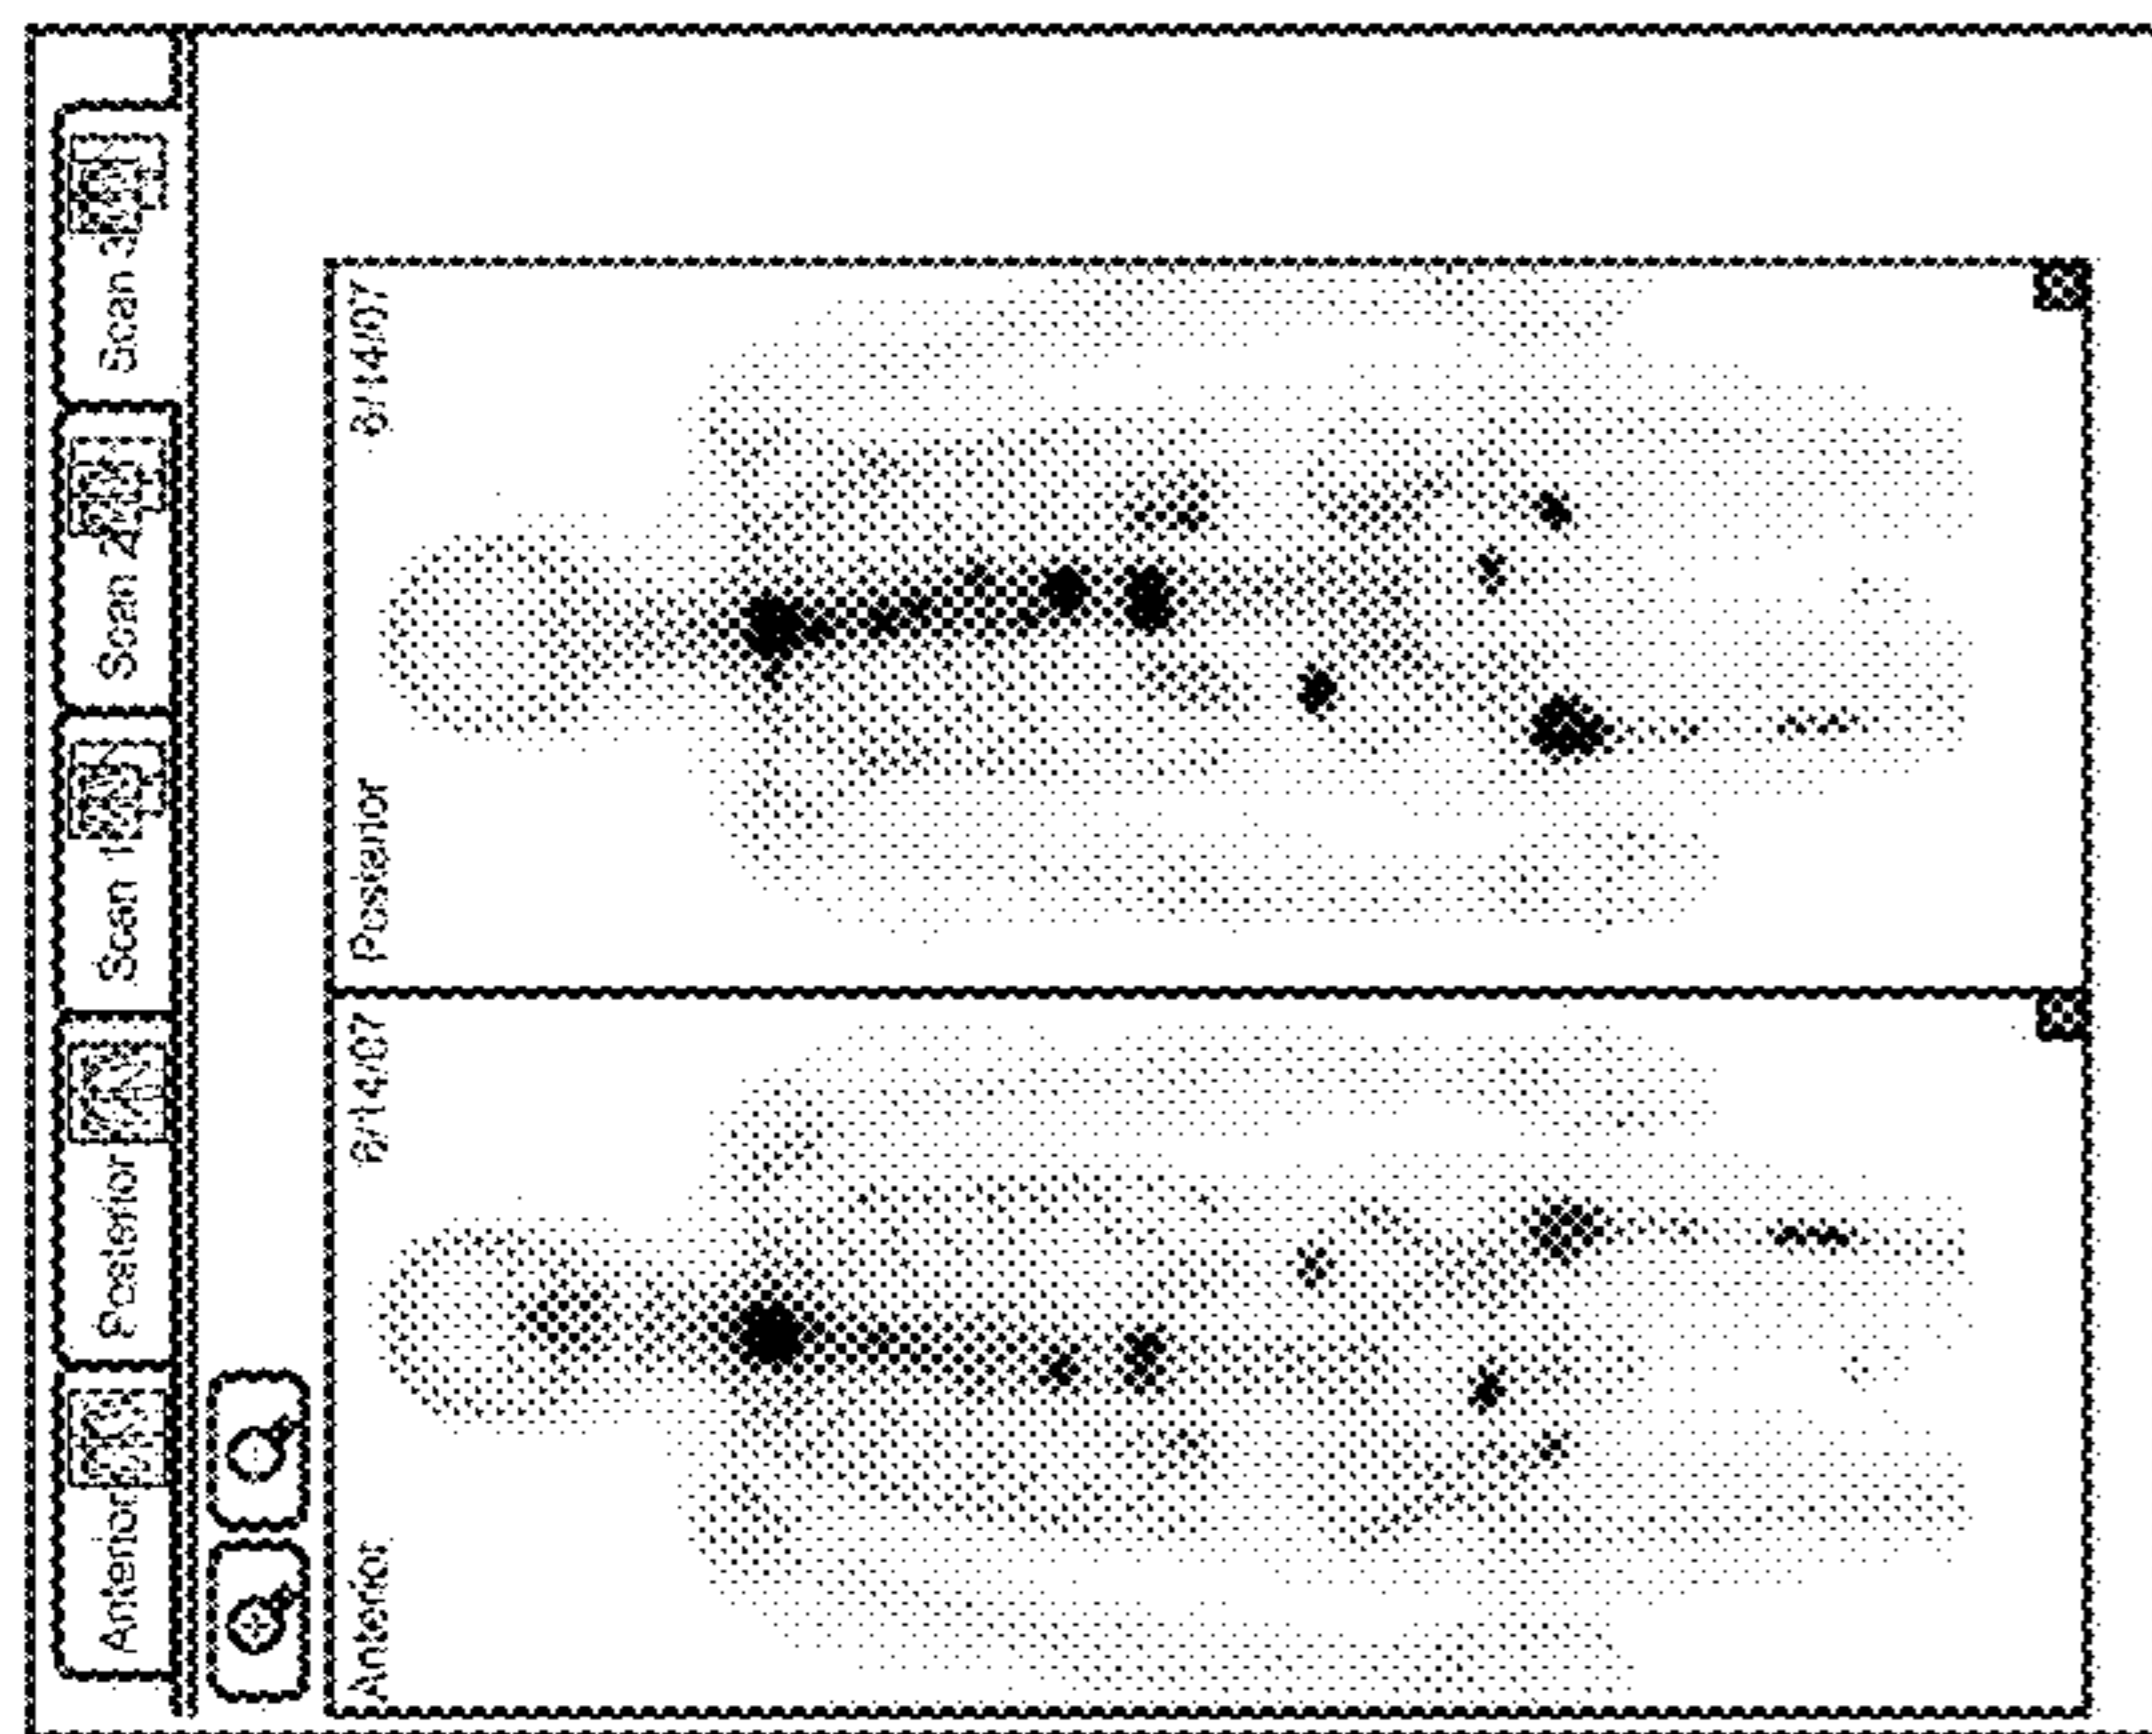 Anterior Posterior Scan 1 Scan 2 Scan 3
Anterior 6/14/07 Posterior 6/14/07